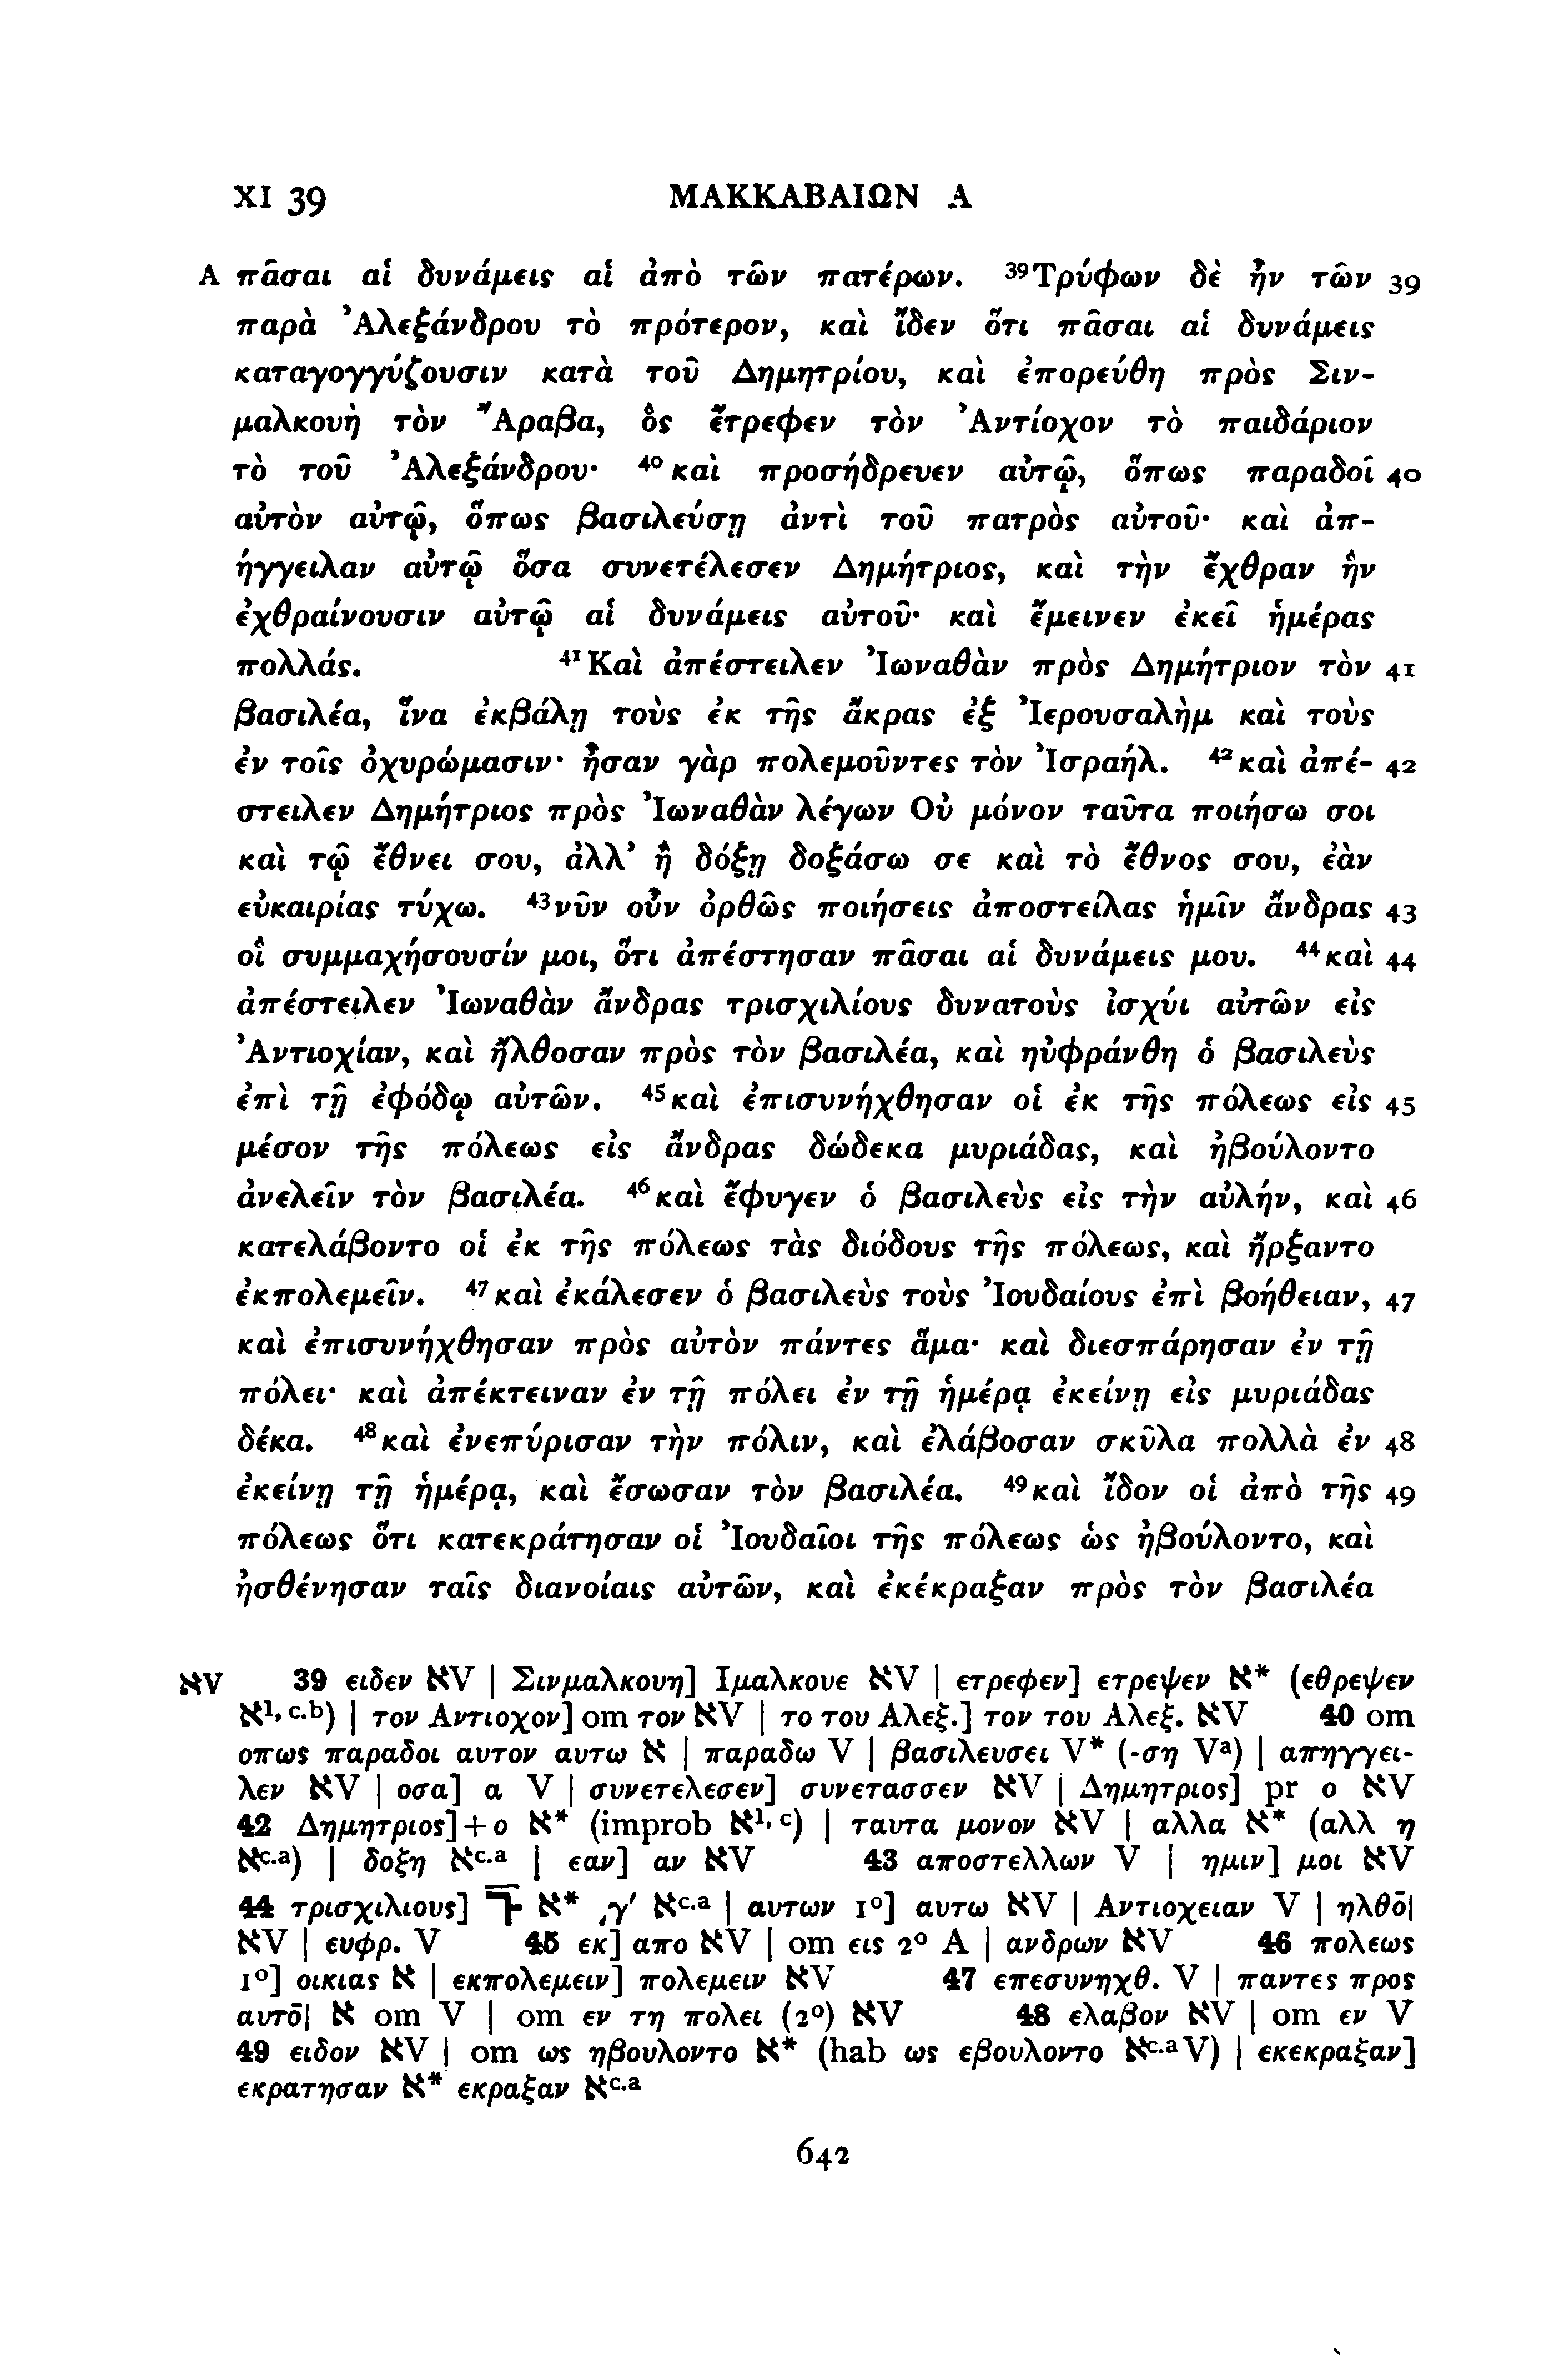 XI 39 ΜΑΚΚΑΒΑΙΩΝ Α
A πᾶσαι αἱ δυνάμεις αἱ ἀπὸ τῶν πατέρων. ³⁹Τρύφων δὲ ἦν τῶν 39
παρὰ Ἀλεξάνδρου τὸ πρότερον, καὶ ἴδεν ὅτι πᾶσαι αἱ δυνάμεις
καταγογγύζουσιν κατὰ τοῦ Δημητρίου, καὶ ἐπορεύθη πρὸς Σιν-
μαλκουὴ τὸν Ἄραβα, ὃς ἔτρεφεν τὸν Ἀντίοχον τὸ παιδάριον
τὸ τοῦ Ἀλεξάνδρου· ⁴⁰καὶ προσήδρευεν αὐτῷ, ὅπως παραδοῖ 40
αὐτὸν αὐτῷ, ὅπως βασιλεύσῃ ἀντὶ τοῦ πατρὸς αὐτοῦ· καὶ ἀπ-
ήγγειλαν αὐτῷ ὅσα συνετέλεσεν Δημήτριος, καὶ τὴν ἔχθραν ἣν
ἐχθραίνουσιν αὐτῷ αἱ δυνάμεις αὐτοῦ· καὶ ἔμεινεν ἐκεῖ ἡμέρας
πολλάς. ⁴¹Καὶ ἀπέστειλεν Ἰωναθὰν πρὸς Δημήτριον τὸν 41
βασιλέα, ἵνα ἐκβάλῃ τοὺς ἐκ τῆς ἄκρας ἐξ Ἰερουσαλὴμ καὶ τοὺς
ἐν τοῖς ὀχυρώμασιν· ἦσαν γὰρ πολεμοῦντες τὸν Ἰσραήλ. ⁴²καὶ ἀπέ- 42
στειλεν Δημήτριος πρὸς Ἰωναθὰν λέγων Οὐ μόνον ταῦτα ποιήσω σοι
καὶ τῷ ἔθνει σου, ἀλλ’ ἢ δόξῃ δοξάσω σε καὶ τὸ ἔθνος σου, ἐὰν
εὐκαιρίας τύχω. ⁴³νῦν οὖν ὀρθῶς ποιήσεις ἀποστείλας ἡμῖν ἄνδρας 43
οἳ συμμαχήσουσίν μοι, ὅτι ἀπέστησαν πᾶσαι αἱ δυνάμεις μου. ⁴⁴καὶ 44
ἀπέστειλεν Ἰωναθὰν ἄνδρας τρισχιλίους δυνατοὺς ἰσχύι αὐτῶν εἰς
Ἀντιοχίαν, καὶ ἤλθοσαν πρὸς τὸν βασιλέα, καὶ ηὐφράνθη ὁ βασιλεὺς
ἐπὶ τῇ ἐφόδῳ αὐτῶν. ⁴⁵καὶ ἐπισυνήχθησαν οἱ ἐκ τῆς πόλεως εἰς 45
μέσον τῆς πόλεως εἰς ἄνδρας δώδεκα μυριάδας, καὶ ἠβούλοντο
ἀνελεῖν τὸν βασιλέα. ⁴⁶καὶ ἔφυγεν ὁ βασιλεὺς εἰς τὴν αὐλήν, καὶ 46
κατελάβοντο οἱ ἐκ τῆς πόλεως τὰς διόδους τῆς πόλεως, καὶ ἤρξαντο
ἐκπολεμεῖν. ⁴⁷καὶ ἐκάλεσεν ὁ βασιλεὺς τοὺς Ἰουδαίους ἐπὶ βοήθειαν, 47
καὶ ἐπισυνήχθησαν πρὸς αὐτὸν πάντες ἅμα· καὶ διεσπάρησαν ἐν τῇ
πόλει· καὶ ἀπέκτειναν ἐν τῇ πόλει ἐν τῇ ἡμέρᾳ ἐκείνῃ εἰς μυριάδας
δέκα. ⁴⁸καὶ ἐνεπύρισαν τὴν πόλιν, καὶ ἐλάβοσαν σκῦλα πολλὰ ἐν 48
ἐκείνῃ τῇ ἡμέρᾳ, καὶ ἔσωσαν τὸν βασιλέα. ⁴⁹καὶ ἴδον οἱ ἀπὸ τῆς 49
πόλεως ὅτι κατεκράτησαν οἱ Ἰουδαῖοι τῆς πόλεως ὡς ἠβούλοντο, καὶ
ἠσθένησαν ταῖς διανοίαις αὐτῶν, καὶ ἐκέκραξαν πρὸς τὸν βασιλέα
אV 39 ειδεν אV | Σινμαλκουη] Ιμαλκουε אV | ετρεφεν] ετρεψεν א* (εθρεψεν
א¹· ᶜ·ᵇ) | τον Αντιοχον] om τον אV | το του Αλεξ.] τον του Αλεξ. אV 40 om
οπως παραδοι αυτον αυτω א | παραδω V | βασιλευσει V* (-ση Vᵃ) | απηγγει-
λεν אV | οσα] α V | συνετελεσεν] συνετασσεν אV | Δημητριος] pr ο אV
42 Δημητριος]+ο א* (improb א¹· ᶜ) | ταυτα μονον אV | αλλα א* (αλλ η
אᶜ·ᵃ) | δοξη אᶜ·ᵃ | εαν] αν אV 43 αποστελλων V | ημιν] μοι אV
44 τρισχιλιους] א* ͵γ′ אᶜ·ᵃ | αυτων 1°] αυτω אV | Αντιοχειαν V | ηλθο̄|
אV | ευφρ. V 45 εκ] απο אV | om εις 2° A | ανδρων אV 46 πολεως
1°] οικιας א | εκπολεμειν] πολεμειν אV 47 επεσυνηχθ. V | παντες προς
αυτο̄| א om V | om εν τη πολει (2°) אV 48 ελαβον אV | om εν V
49 ειδον אV | om ως ηβουλοντο א* (hab ως εβουλοντο אᶜ·ᵃV) | εκεκραξαν]
εκρατησαν א* εκραξαν אᶜ·ᵃ
642